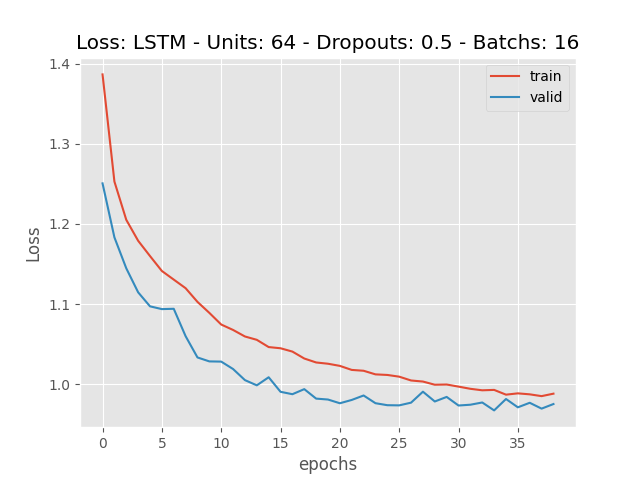 Loss: LSTM - Units: 64 - Dropouts: 0.5 - Batchs: 16
1.4
1.3
1.2
1.1
1.0
Loss
train
valid
0 5 10 15 20 25 30 35
epochs